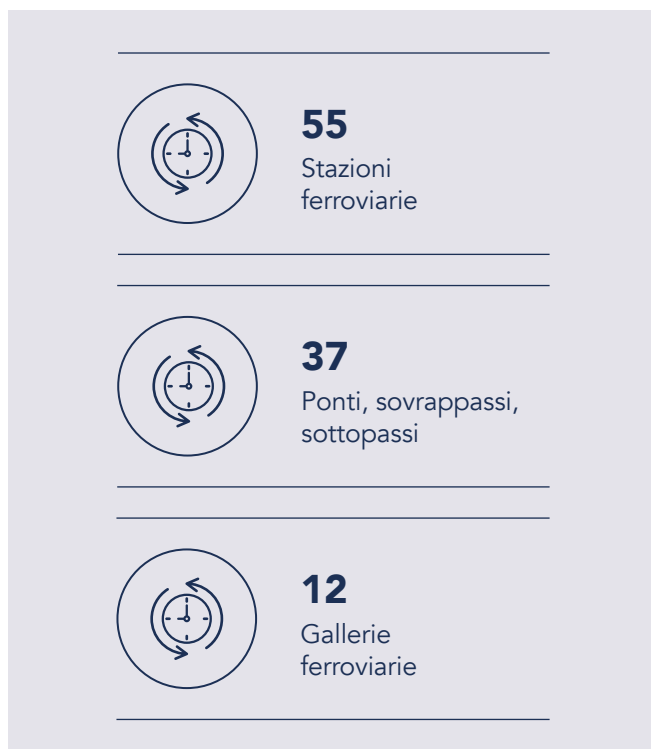 55
Stazioni
ferroviarie
37
Ponti, sovrappassi,
sottopassi
12
Gallerie
ferroviarie